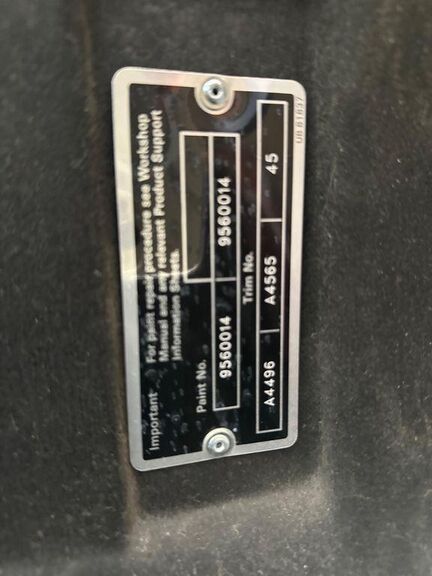 Important For paint repair procedure see Workshop
Manual and any relevant Product Support
Information Sheets.
Paint No.
9560014 9560014
Trim No.
A4496 A4565 45
UB 81837